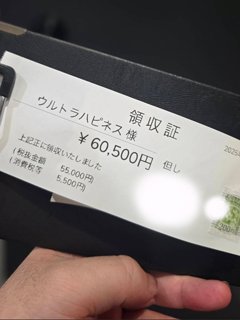 領収証
2025
ウルトラハピネス 様
¥60,500円 但し
上記正に領収いたしました
(税抜金額 55,000円)
(消費税等 5,500円)
200